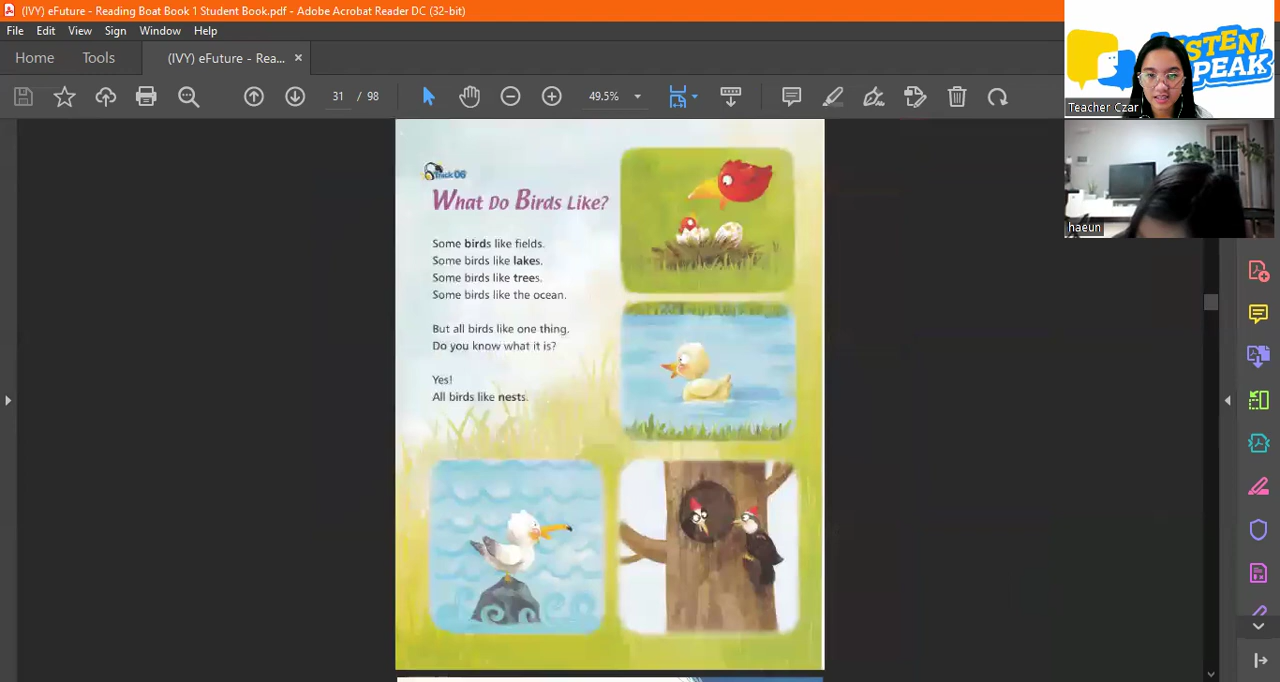 (IVY) eFuture - Reading Boat Book 1 Student Book.pdf - Adobe Acrobat Reader DC (32-bit)
File Edit View Sign Window Help
Home Tools (IVY) eFuture - Rea... ×
31 / 98 49.5%
Track 06
What Do Birds Like?
Some birds like fields.
Some birds like lakes.
Some birds like trees.
Some birds like the ocean.
But all birds like one thing.
Do you know what it is?
Yes!
All birds like nests.
PEAK
Teacher Czar
haeun